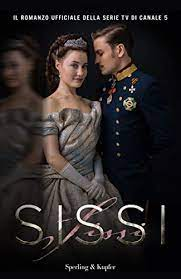 IL ROMANZO UFFICIALE DELLA SERIE TV DI CANALE 5
SISSI
Sperling & Kupfer